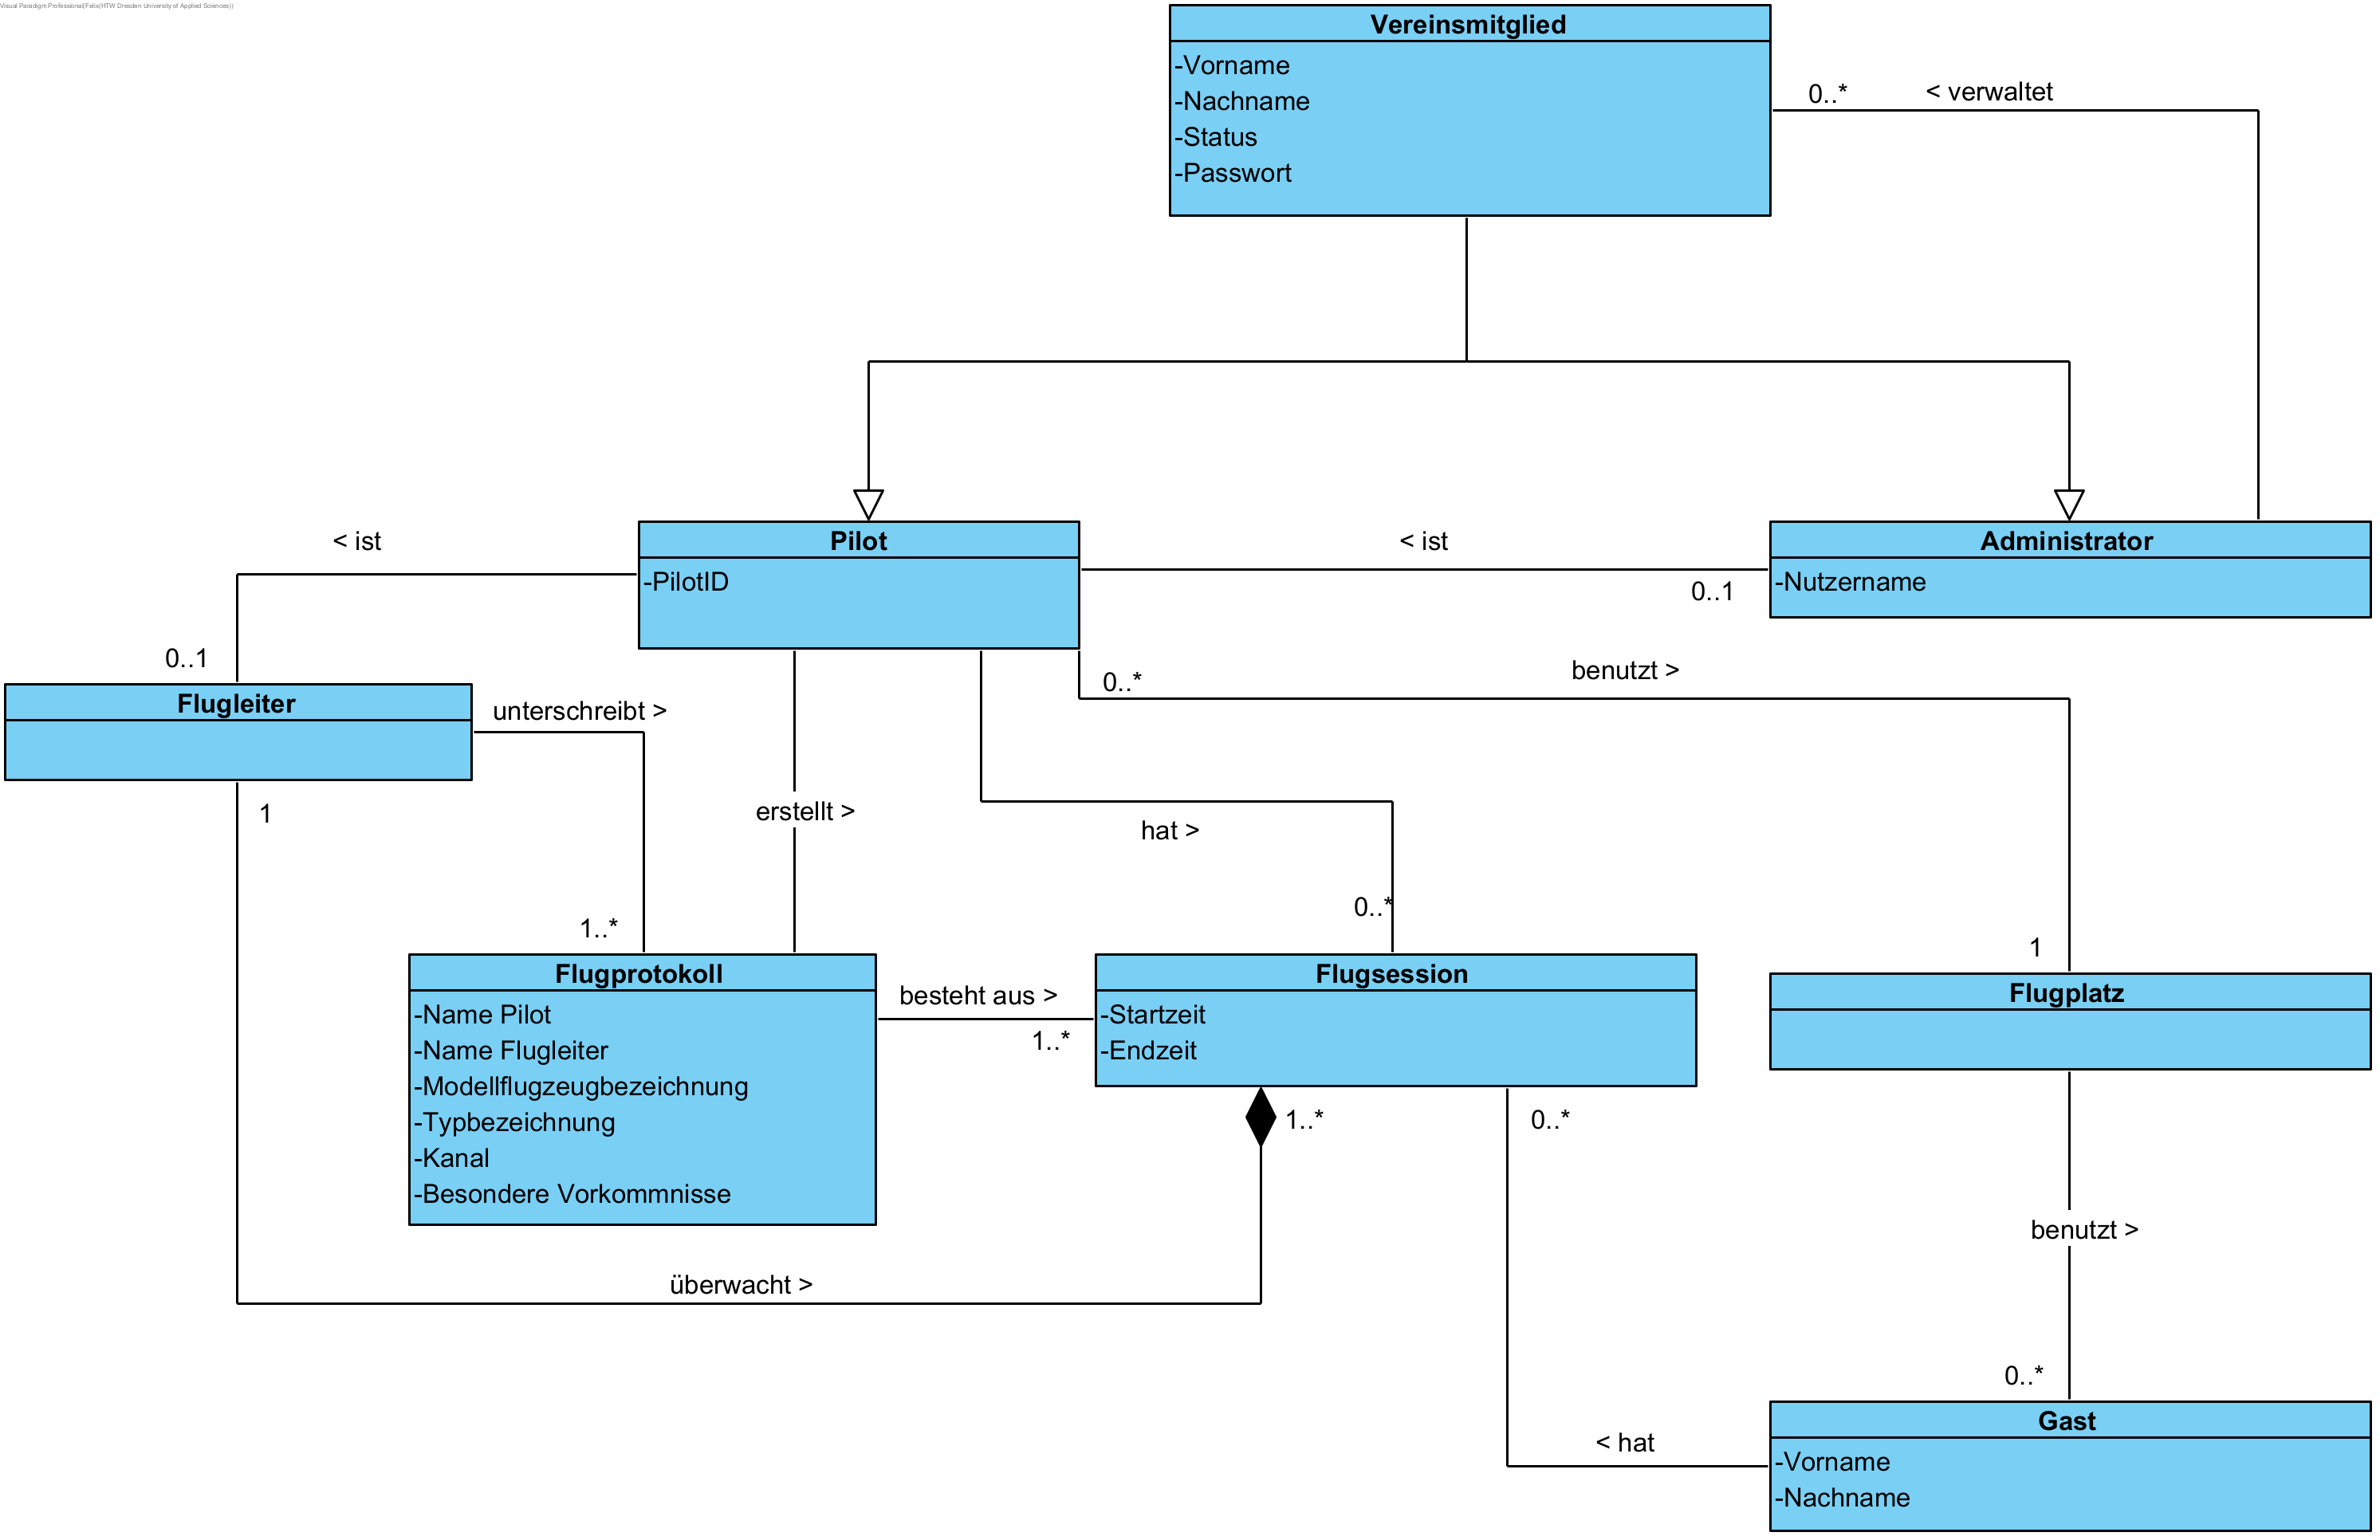 Visual Paradigm Professional(Felix(HTW Dresden University of Applied Sciences))
Vereinsmitglied
-Vorname
-Nachname
-Status
-Passwort
0..*
< verwaltet
< ist
Pilot
-PilotID
< ist
0..1
Administrator
-Nutzername
0..1
Flugleiter
unterschreibt >
0..*
benutzt >
1
erstellt >
hat >
1..*
0..*
1
Flugprotokoll
-Name Pilot
-Name Flugleiter
-Modellflugzeugbezeichnung
-Typbezeichnung
-Kanal
-Besondere Vorkommnisse
besteht aus >
1..*
Flugsession
-Startzeit
-Endzeit
Flugplatz
1..*
0..*
überwacht >
benutzt >
0..*
< hat
Gast
-Vorname
-Nachname